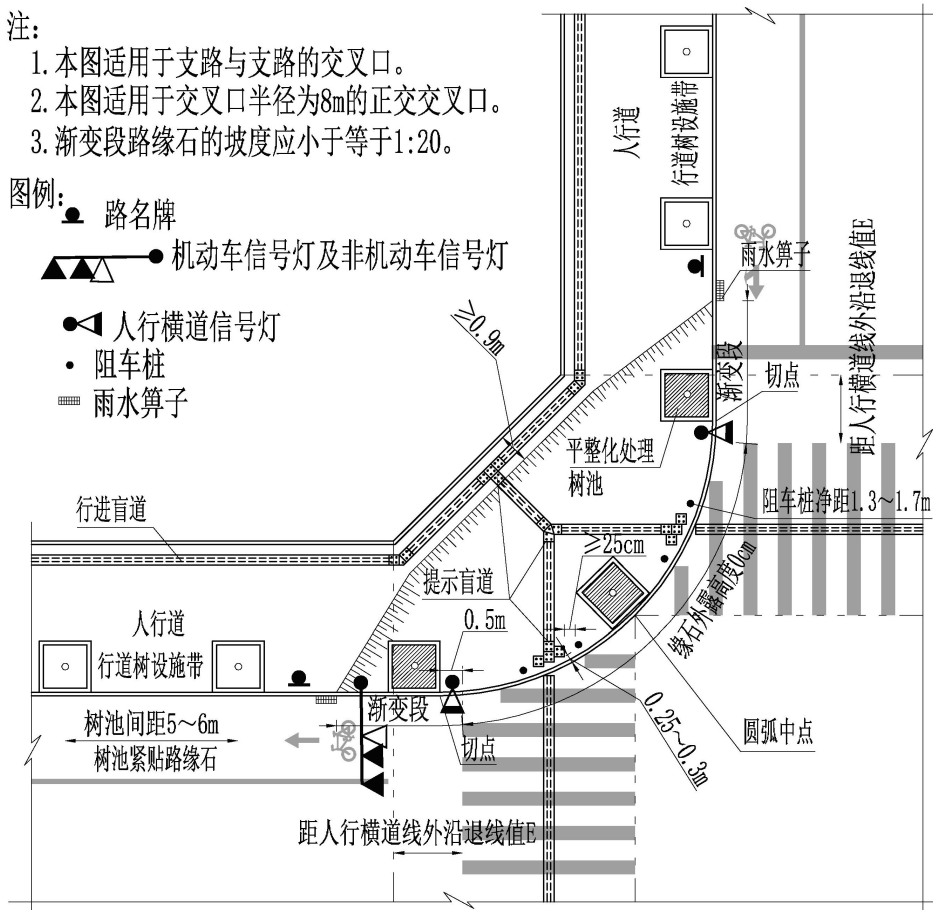 注：
1.本图适用于支路与支路的交叉口。
2.本图适用于交叉口半径为8m的正交交叉口。
3.渐变段路缘石的坡度应小于等于1:20。
图例：
路名牌
机动车信号灯及非机动车信号灯
人行横道信号灯
阻车桩
雨水箅子
人行道
行道树设施带
雨水箅子
距人行横道线外沿退线值E
≥0.9m
渐变段
切点
平整化处理
树池
行进盲道
阻车桩净距1.3~1.7m
≥25cm
提示盲道
缘石外露高度0cm
0.5m
人行道
行道树设施带
树池间距5~6m
树池紧贴路缘石
渐变段
切点
0.25~0.3m
圆弧中点
距人行横道线外沿退线值E